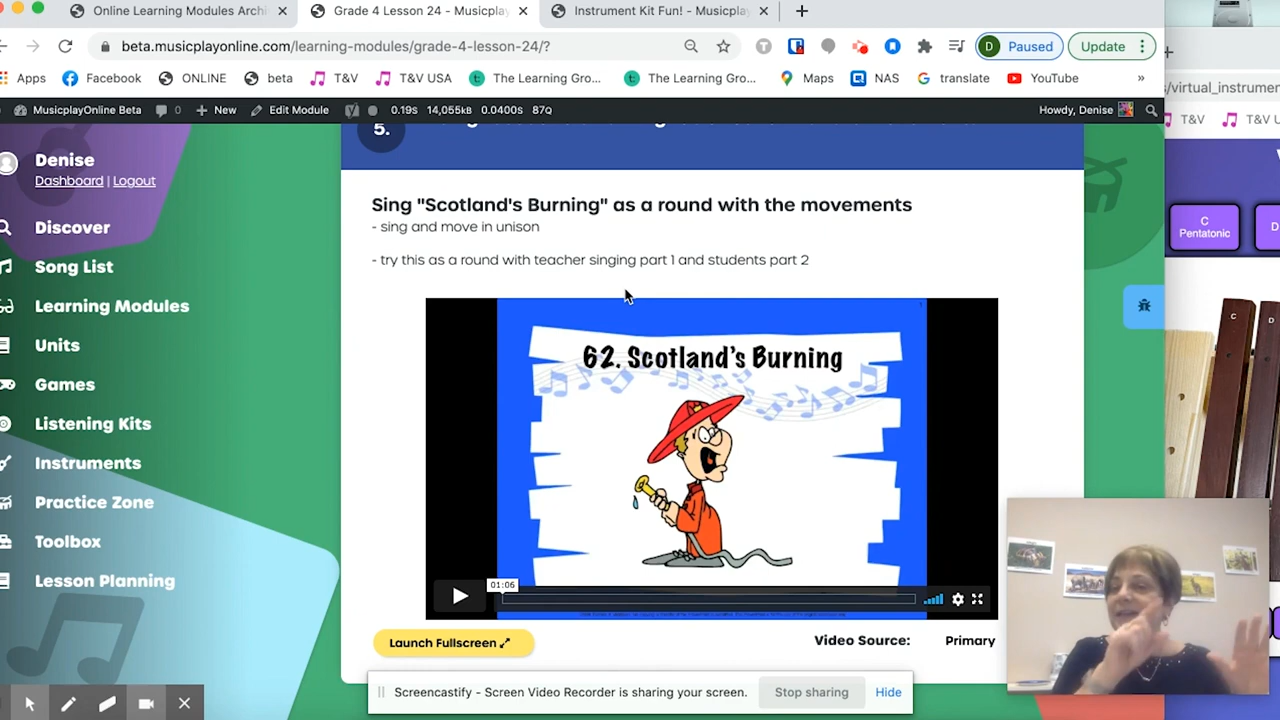 Online Learning Modules Archi
Grade 4 Lesson 24 - Musicplay
Instrument Kit Fun! - Musicplay
beta.musicplayonline.com/learning-modules/grade-4-lesson-24/?
D Paused
Update
s/virtual_instrumen
Apps
Facebook
ONLINE
beta
T&V
T&V USA
The Learning Gro...
The Learning Gro...
Maps
NAS
translate
YouTube
»
T&V
T&V U
MusicplayOnline Beta
0
New
Edit Module
0.19s 14,055kB 0.0400s 87Q
Howdy, Denise
5.
Denise
Dashboard | Logout
Discover
Song List
Learning Modules
Units
Games
Listening Kits
Instruments
Practice Zone
Toolbox
Lesson Planning
Sing "Scotland's Burning" as a round with the movements
- sing and move in unison
- try this as a round with teacher singing part 1 and students part 2
62. Scotland's Burning
01:06
Launch Fullscreen
Video Source: Primary
C
Pentatonic
D
C
D
Screencastify - Screen Video Recorder is sharing your screen.
Stop sharing
Hide